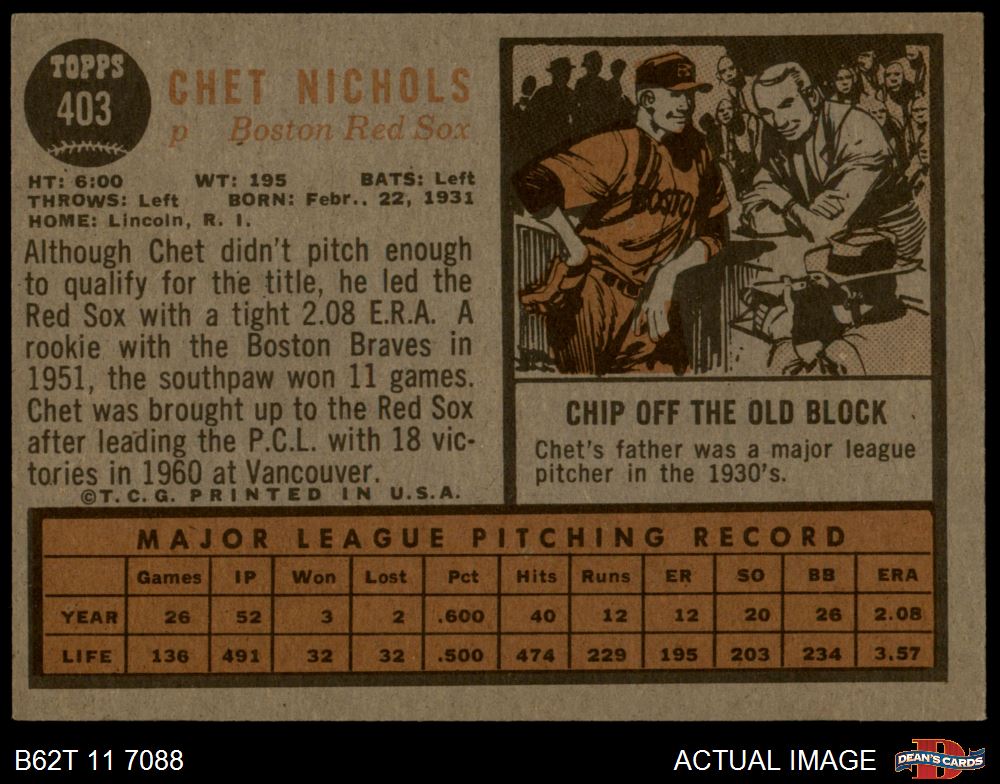 TOPPS
403
CHET NICHOLS
p Boston Red Sox
HT: 6:00 WT: 195 BATS: Left
THROWS: Left BORN: Febr.. 22, 1931
HOME: Lincoln, R. I.
Although Chet didn't pitch enough
to qualify for the title, he led the
Red Sox with a tight 2.08 E.R.A. A
rookie with the Boston Braves in
1951, the southpaw won 11 games.
Chet was brought up to the Red Sox
after leading the P.C.L. with 18 vic-
tories in 1960 at Vancouver.
©T.C.G. PRINTED IN U.S.A.
BOSTO
CHIP OFF THE OLD BLOCK
Chet's father was a major league
pitcher in the 1930's.
MAJOR LEAGUE PITCHING RECORD
Games IP Won Lost Pct Hits Runs ER SO BB ERA
YEAR 26 52 3 2 .600 40 12 12 20 26 2.08
LIFE 136 491 32 32 .500 474 229 195 203 234 3.57
B62T 11 7088
ACTUAL IMAGE
DEAN'S CARDS